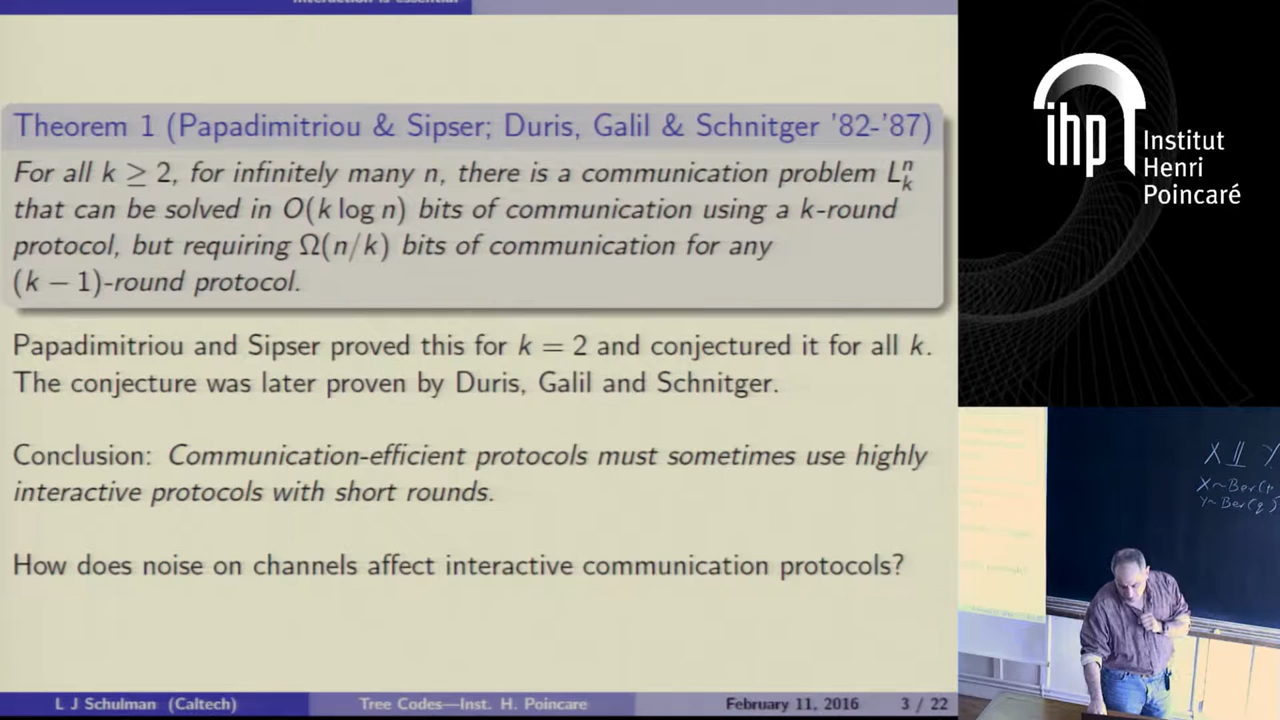 Interaction is essential
Theorem 1 (Papadimitriou & Sipser; Duris, Galil & Schnitger '82-'87)
For all k ≥ 2, for infinitely many n, there is a communication problem Lₖⁿ
that can be solved in O(k log n) bits of communication using a k-round
protocol, but requiring Ω(n/k) bits of communication for any
(k − 1)-round protocol.
Papadimitriou and Sipser proved this for k = 2 and conjectured it for all k.
The conjecture was later proven by Duris, Galil and Schnitger.
Conclusion: Communication-efficient protocols must sometimes use highly
interactive protocols with short rounds.
How does noise on channels affect interactive communication protocols?
L J Schulman (Caltech) Tree Codes—Inst. H. Poincare February 11, 2016 3 / 22
ihp
Institut
Henri
Poincaré
X ⫫ Y
X~Ber(p
Y~Ber(q)